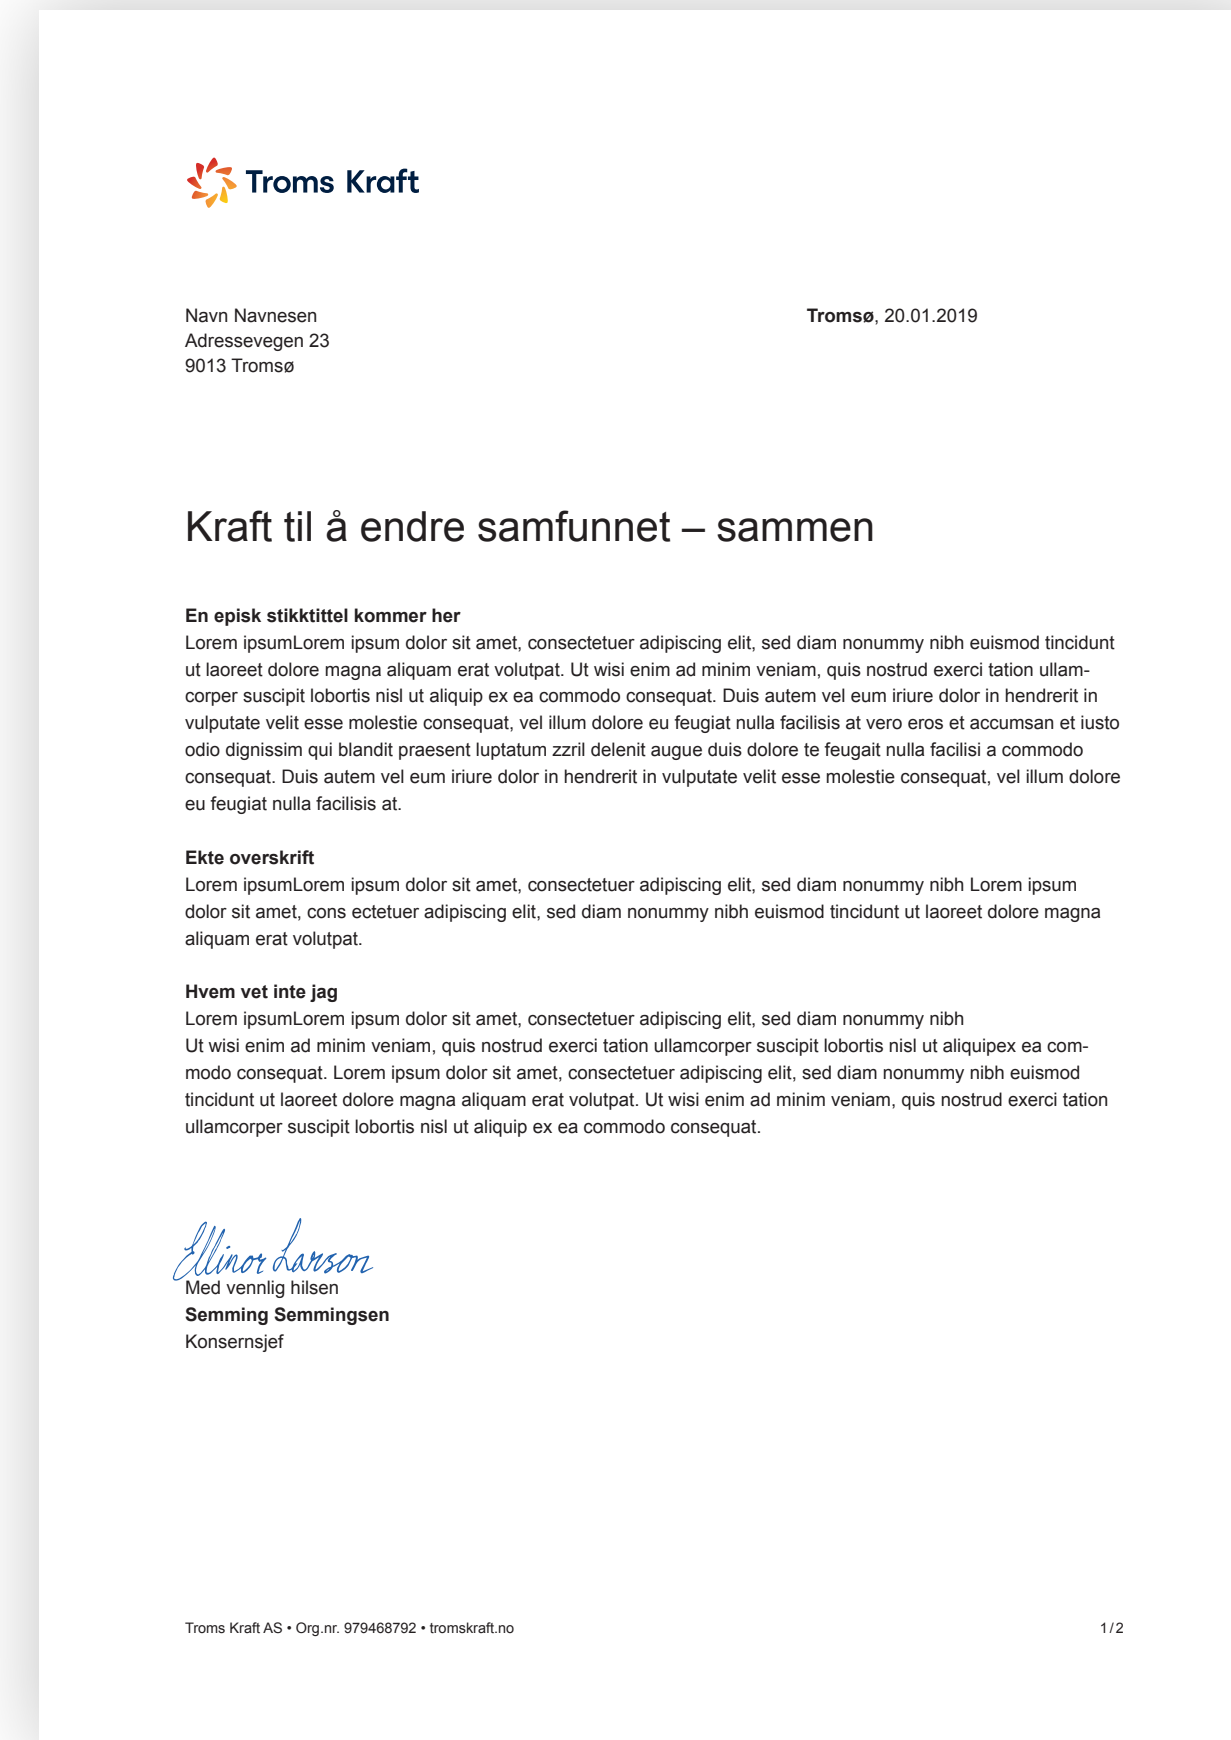 Troms Kraft
Navn Navnesen
Adressevegen 23
9013 Tromsø
Tromsø, 20.01.2019
Kraft til å endre samfunnet – sammen
En episk stikktittel kommer her
Lorem ipsumLorem ipsum dolor sit amet, consectetuer adipiscing elit, sed diam nonummy nibh euismod tincidunt
ut laoreet dolore magna aliquam erat volutpat. Ut wisi enim ad minim veniam, quis nostrud exerci tation ullam-
corper suscipit lobortis nisl ut aliquip ex ea commodo consequat. Duis autem vel eum iriure dolor in hendrerit in
vulputate velit esse molestie consequat, vel illum dolore eu feugiat nulla facilisis at vero eros et accumsan et iusto
odio dignissim qui blandit praesent luptatum zzril delenit augue duis dolore te feugait nulla facilisi a commodo
consequat. Duis autem vel eum iriure dolor in hendrerit in vulputate velit esse molestie consequat, vel illum dolore
eu feugiat nulla facilisis at.
Ekte overskrift
Lorem ipsumLorem ipsum dolor sit amet, consectetuer adipiscing elit, sed diam nonummy nibh Lorem ipsum
dolor sit amet, cons ectetuer adipiscing elit, sed diam nonummy nibh euismod tincidunt ut laoreet dolore magna
aliquam erat volutpat.
Hvem vet inte jag
Lorem ipsumLorem ipsum dolor sit amet, consectetuer adipiscing elit, sed diam nonummy nibh
Ut wisi enim ad minim veniam, quis nostrud exerci tation ullamcorper suscipit lobortis nisl ut aliquipex ea com-
modo consequat. Lorem ipsum dolor sit amet, consectetuer adipiscing elit, sed diam nonummy nibh euismod
tincidunt ut laoreet dolore magna aliquam erat volutpat. Ut wisi enim ad minim veniam, quis nostrud exerci tation
ullamcorper suscipit lobortis nisl ut aliquip ex ea commodo consequat.
Ellinor Larson
Med vennlig hilsen
Semming Semmingsen
Konsernsjef
Troms Kraft AS • Org.nr. 979468792 • tromskraft.no
1/2